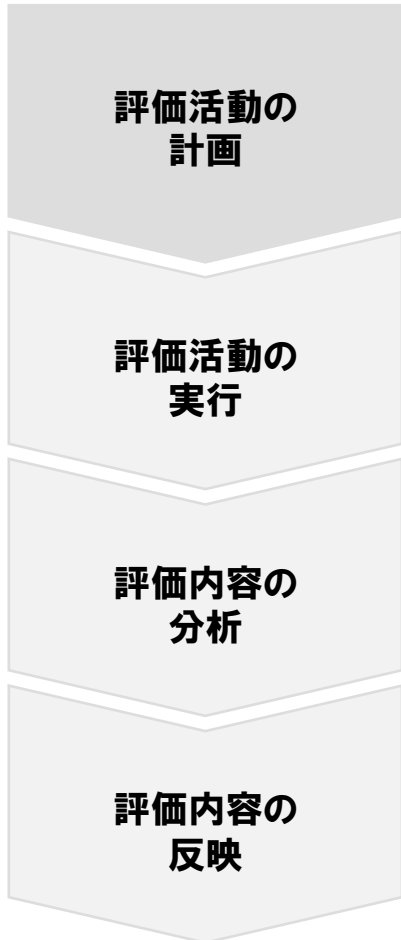 評価活動の
計画
評価活動の
実行
評価内容の
分析
評価内容の
反映